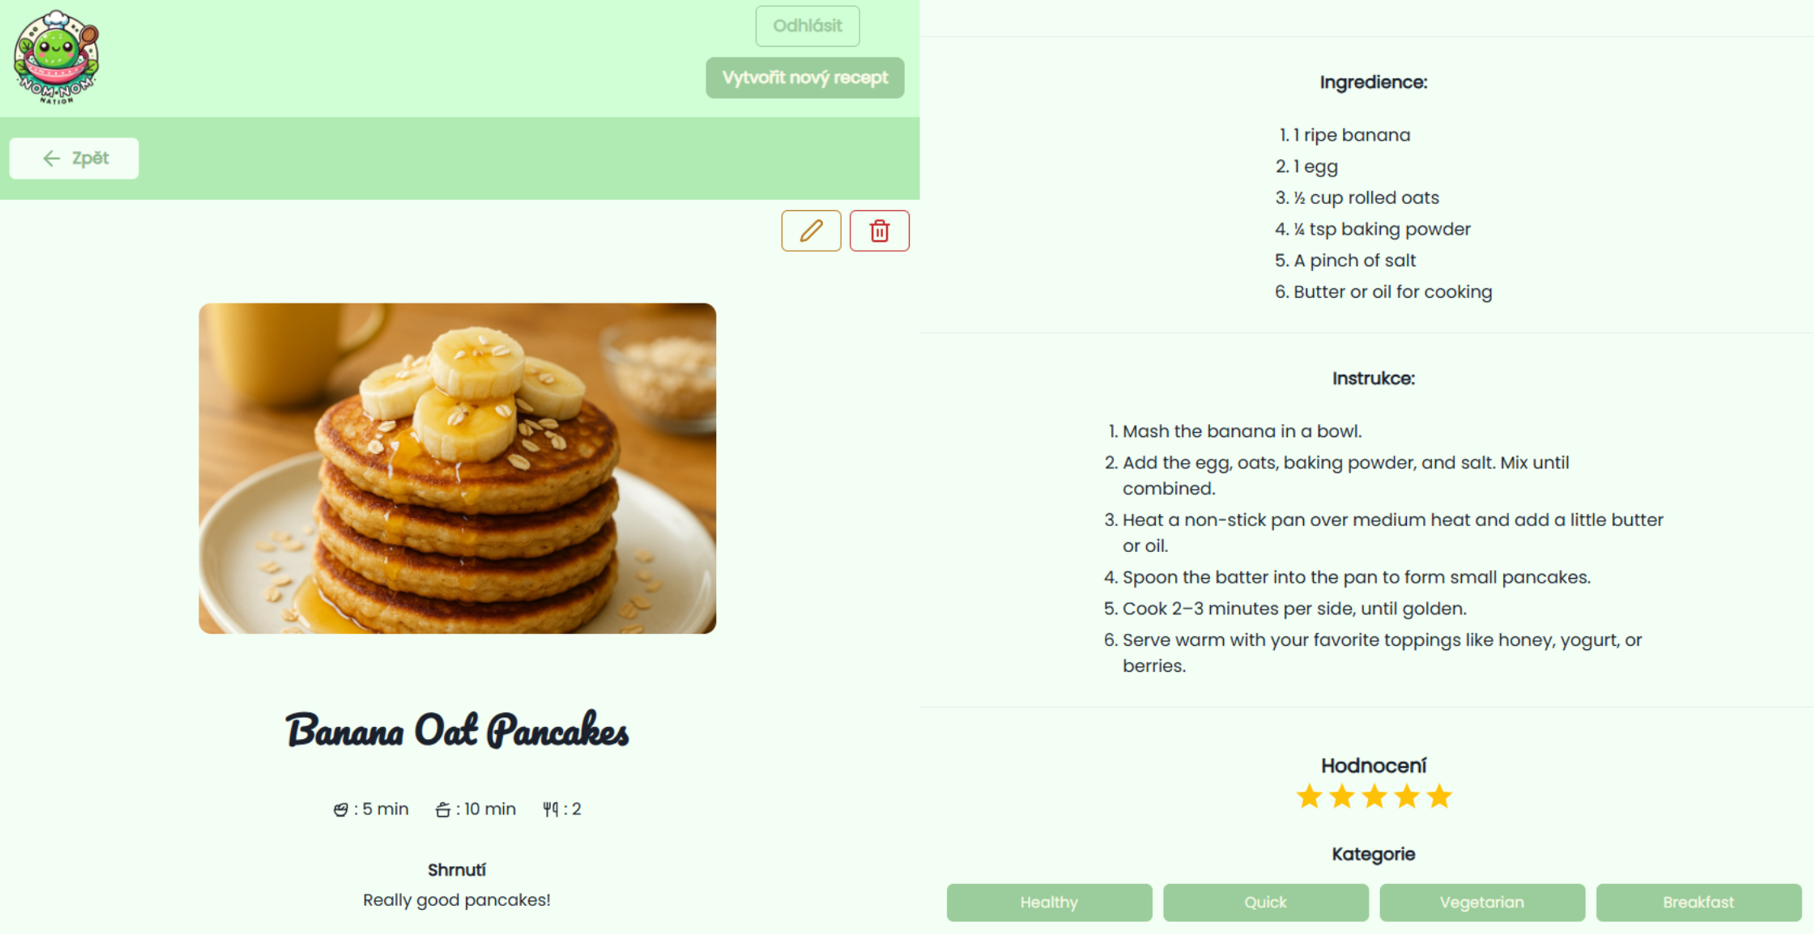 NOM NOM
NATION
Odhlásit
Vytvořit nový recept
Zpět
Banana Oat Pancakes
: 5 min : 10 min : 2
Shrnutí
Really good pancakes!
Ingredience:
1. 1 ripe banana
2. 1 egg
3. ½ cup rolled oats
4. ¼ tsp baking powder
5. A pinch of salt
6. Butter or oil for cooking
Instrukce:
1. Mash the banana in a bowl.
2. Add the egg, oats, baking powder, and salt. Mix until
combined.
3. Heat a non-stick pan over medium heat and add a little butter
or oil.
4. Spoon the batter into the pan to form small pancakes.
5. Cook 2–3 minutes per side, until golden.
6. Serve warm with your favorite toppings like honey, yogurt, or
berries.
Hodnocení
Kategorie
Healthy Quick Vegetarian Breakfast